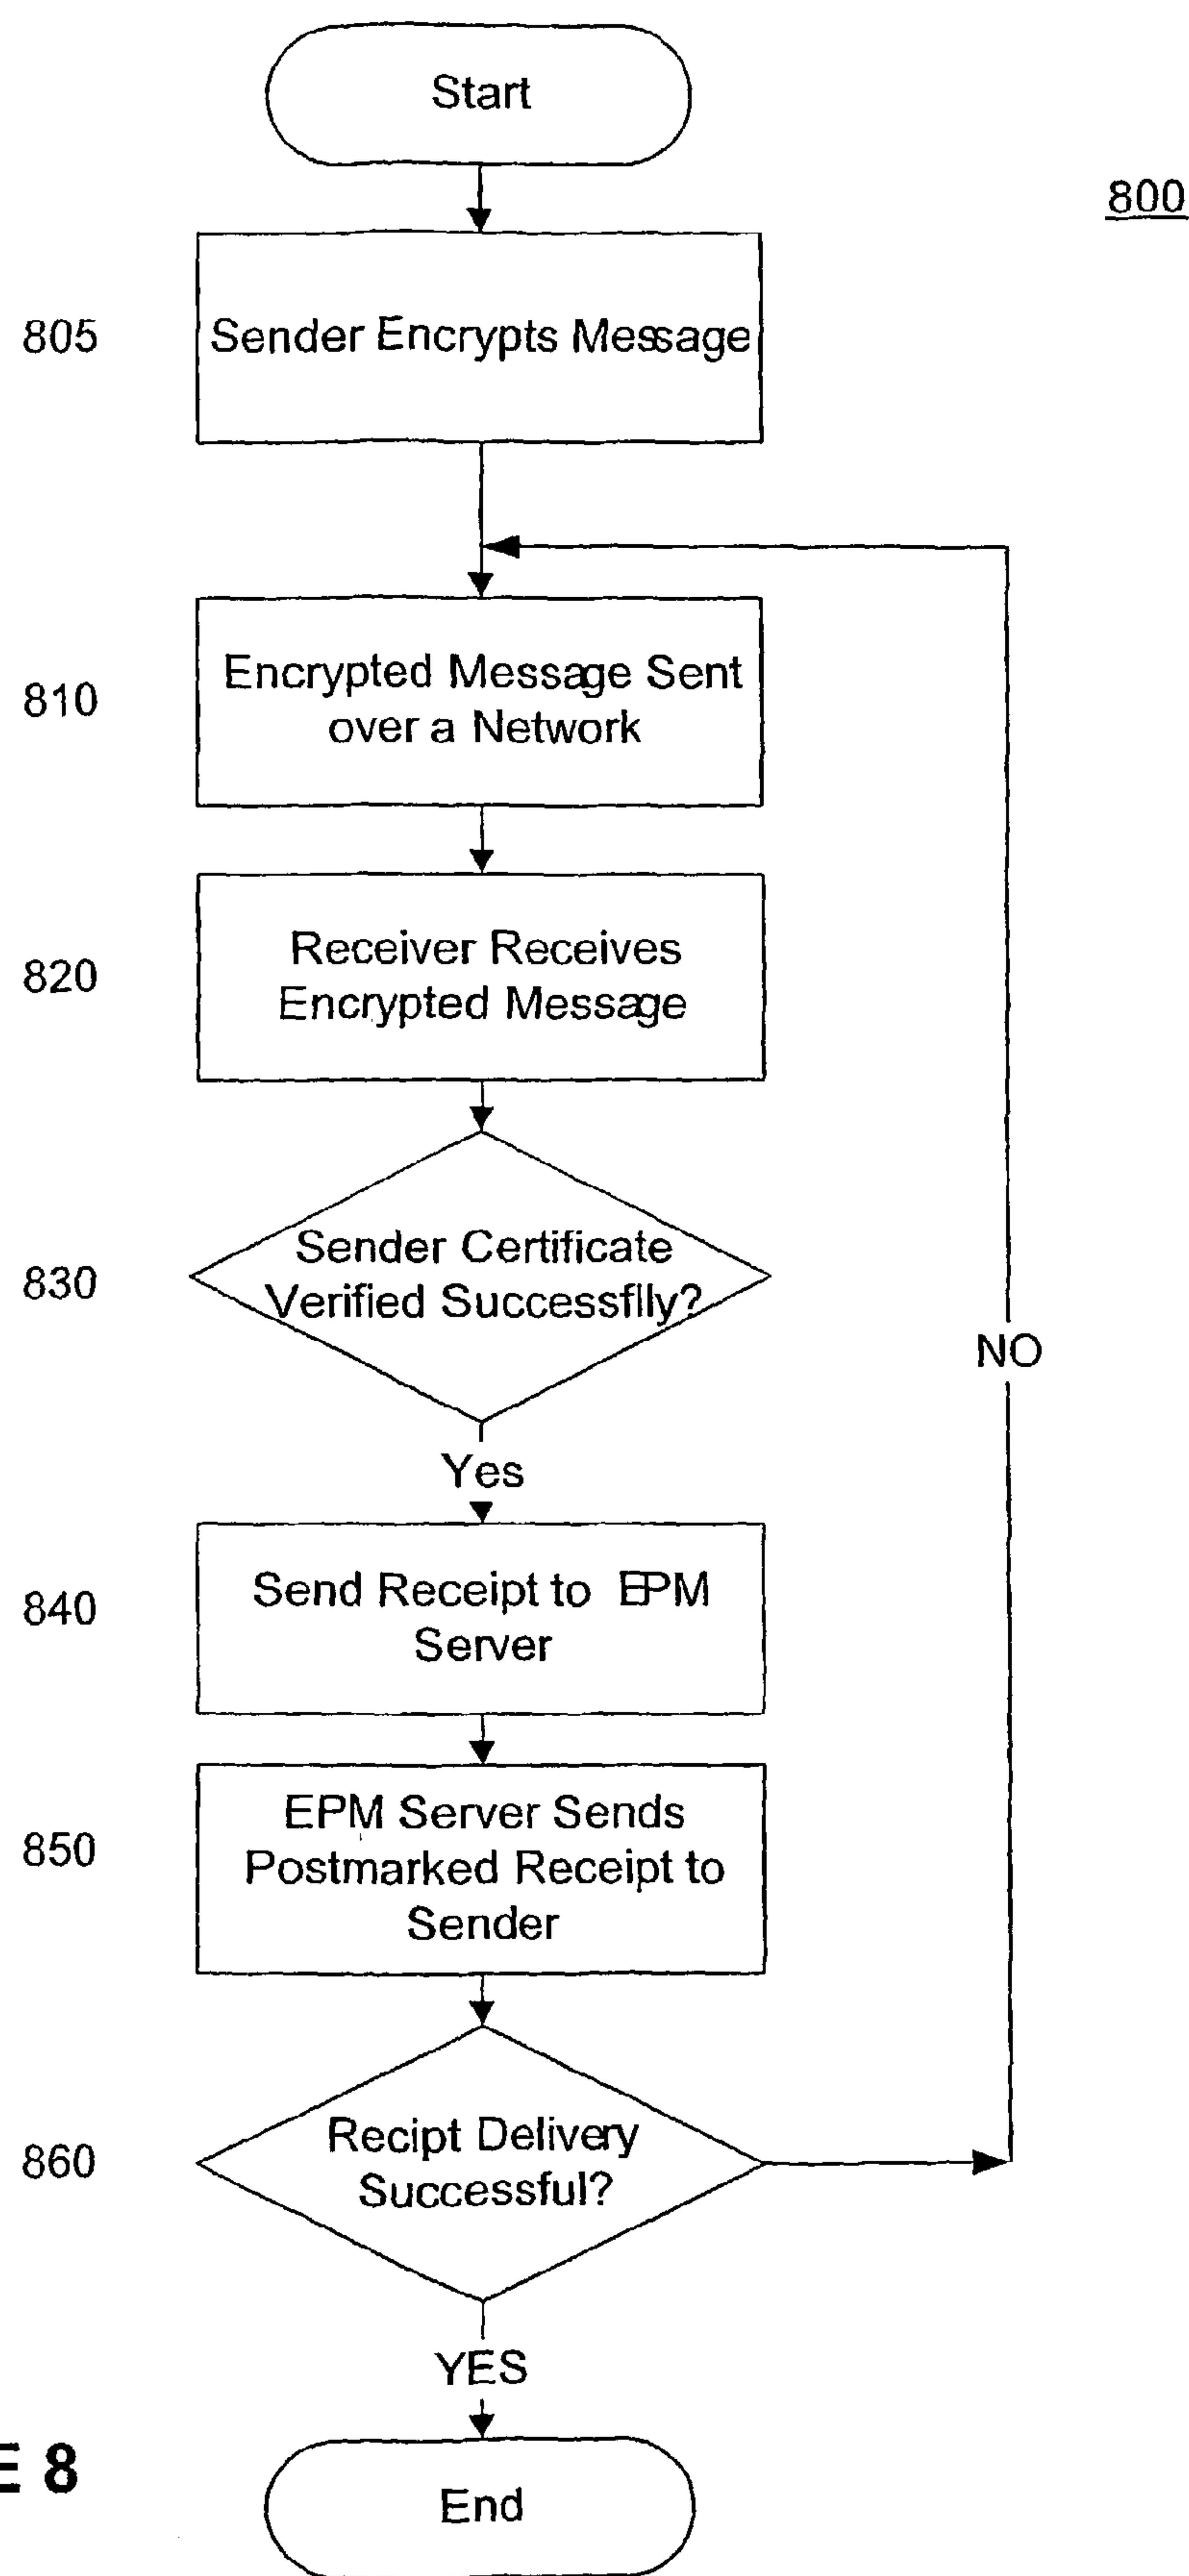 Start
800
805
Sender Encrypts Message
810
Encrypted Message Sent
over a Network
820
Receiver Receives
Encrypted Message
830
Sender Certificate
Verified Successflly?
NO
Yes
840
Send Receipt to EPM
Server
850
EPM Server Sends
Postmarked Receipt to
Sender
860
Recipt Delivery
Successful?
YES
E 8
End